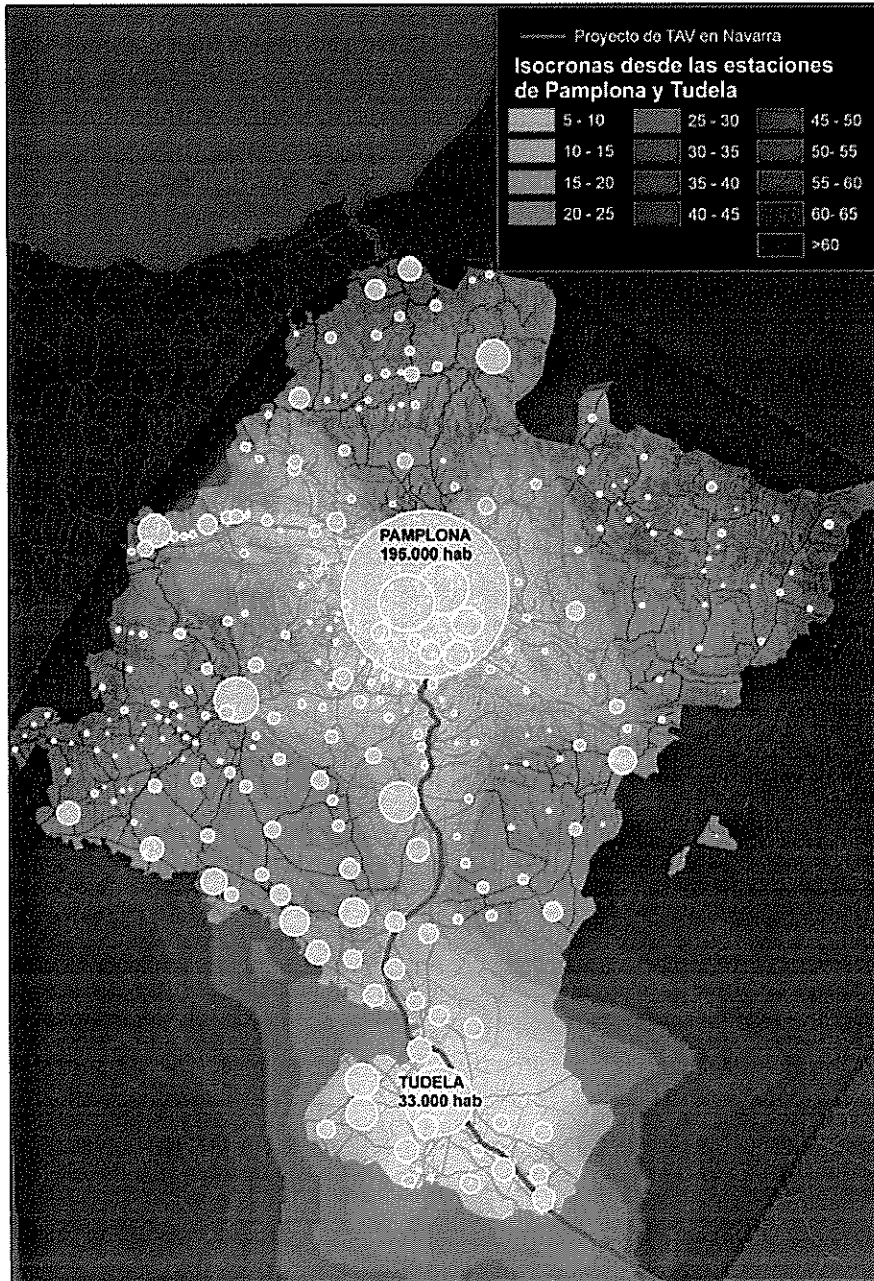 Proyecto de TAV en Navarra
Isocronas desde las estaciones
de Pamplona y Tudela
5 - 10
25 - 30
45 - 50
10 - 15
30 - 35
50- 55
15 - 20
35 - 40
55 - 60
20 - 25
40 - 45
60- 65
>60
PAMPLONA
195.000 hab
TUDELA
33.000 hab